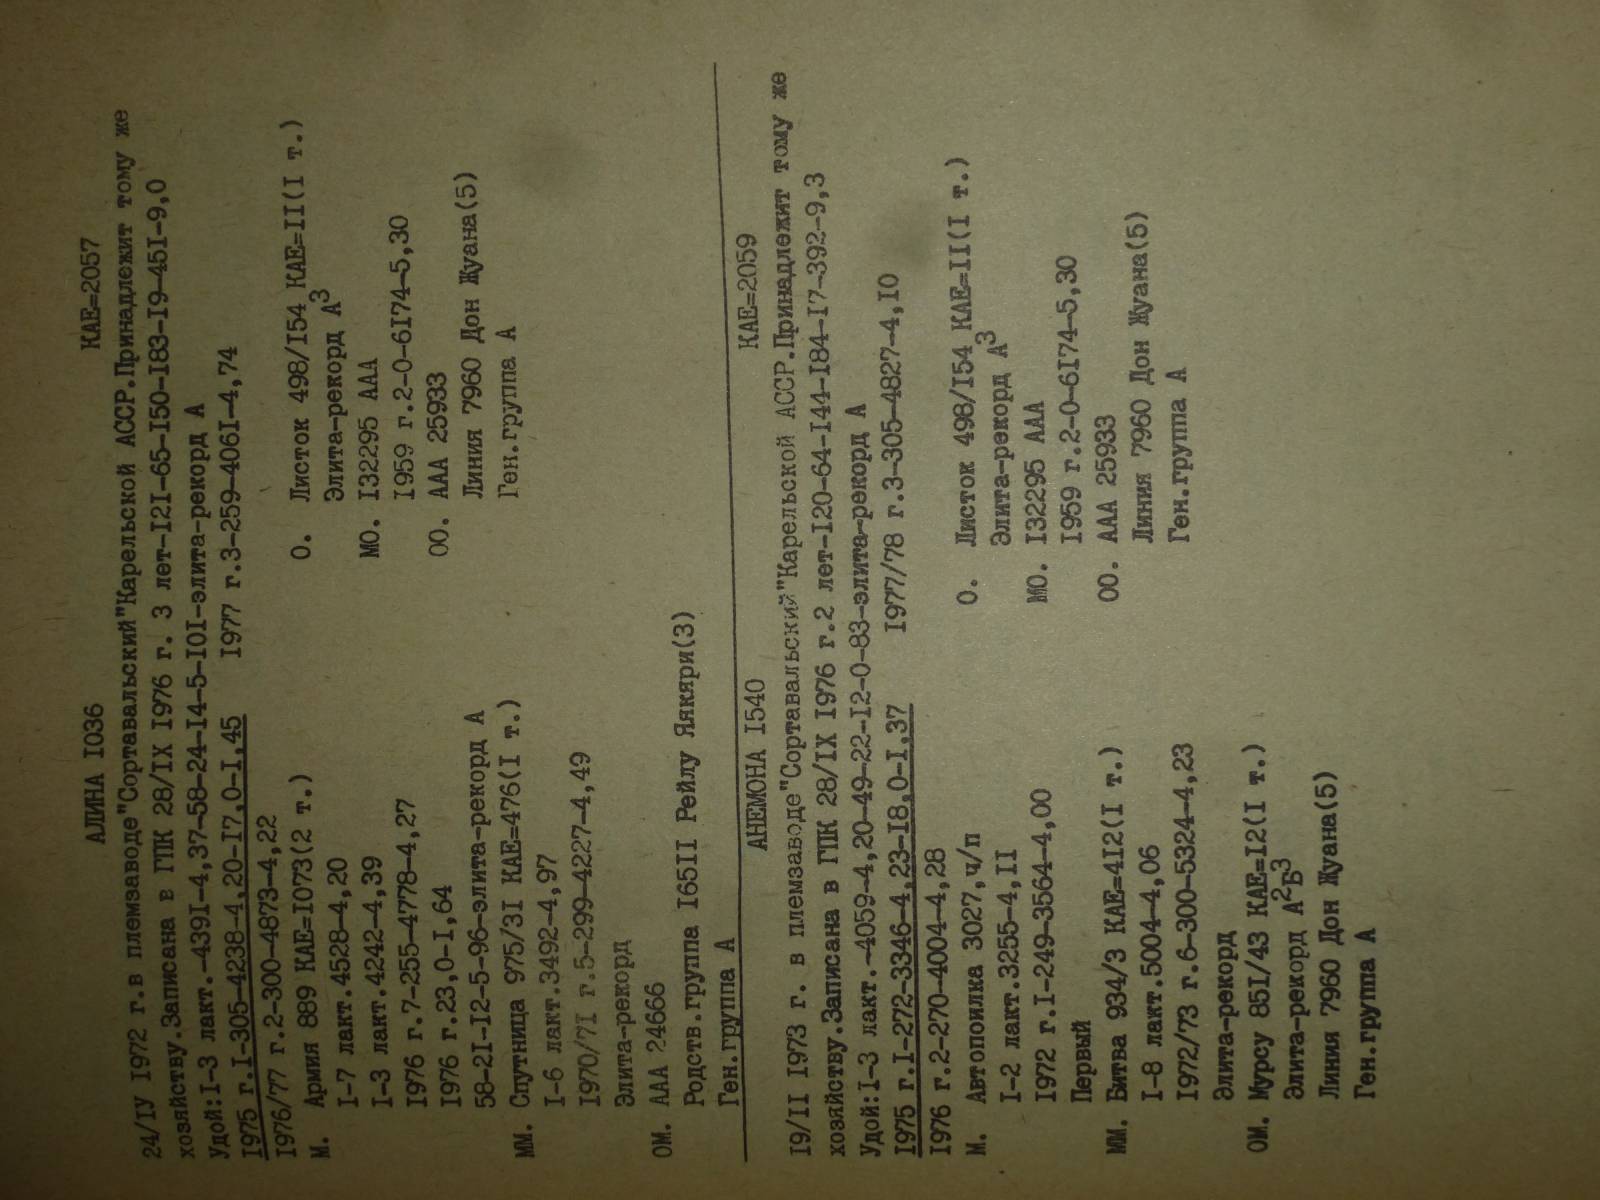 АЛИНА I036 КАЕ=2057
24/IУ I972 г.в племзаводе"Сортавальский"Карельской АССР.Принадлежит тому же
хозяйству.Записана в ГПК 28/IX I976 г. 3 лет-I2I-65-I50-I83-I9-45I-9,0
Удой:I-3 лакт.-439I-4,37-58-24-I4-5-I0I-элита-рекорд А
I975 г.I-305-4238-4,20-I7,0-I,45 I977 г.3-259-406I-4,74
I976/77 г.2-300-4873-4,22
М. Армия 889 КАЕ=I073(2 т.) О. Листок 498/I54 КАЕ=II(I т.)
I-7 лакт.4528-4,20 Элита-рекорд А³
I-3 лакт.4242-4,39 МО. I32295 ААА
I976 г.7-255-4778-4,27 I959 г.2-0-6I74-5,30
I976 г.23,0-I,64 ОО. ААА 25933
58-2I-I2-5-96-элита-рекорд А Линия 7960 Дон Жуана(5)
ММ. Спутница 975/3I КАЕ=476(I т.) Ген.группа А
I-6 лакт.3492-4,97
I970/7I г.5-299-4227-4,49
Элита-рекорд
ОМ. ААА 24666
Родств.группа I65II Рейлу Яякяри(3)
Ген.группа А
АНЕМОНА I540 КАЕ=2059
I9/II I973 г. в племзаводе"Сортавальский"Карельской АССР.Принадлежит тому же
хозяйству.Записана в ГПК 28/IX I976 г.2 лет-I20-64-I44-I84-I7-392-9,3
Удой:I-3 лакт.-4059-4,20-49-22-I2-0-83-элита-рекорд А
I975 г.I-272-3346-4,23-I8,0-I,37 I977/78 г.3-305-4827-4,I0
I976 г.2-270-4004-4,28
М. Автопоилка 3027,ч/п О. Листок 498/I54 КАЕ=II(I т.)
I-2 лакт.3255-4,II Элита-рекорд А³
I972 г.I-249-3564-4,00 МО. I32295 ААА
Первый I959 г.2-0-6I74-5,30
ММ. Битва 934/3 КАЕ=4I2(I т.) ОО. ААА 25933
I-8 лакт.5004-4,06 Линия 7960 Дон Жуана(5)
I972/73 г.6-300-5324-4,23 Ген.группа А
Элита-рекорд
ОМ. Мурсу 85I/43 КАЕ=I2(I т.)
Элита-рекорд А²Б³
Линия 7960 Дон Жуана(5)
Ген.группа А